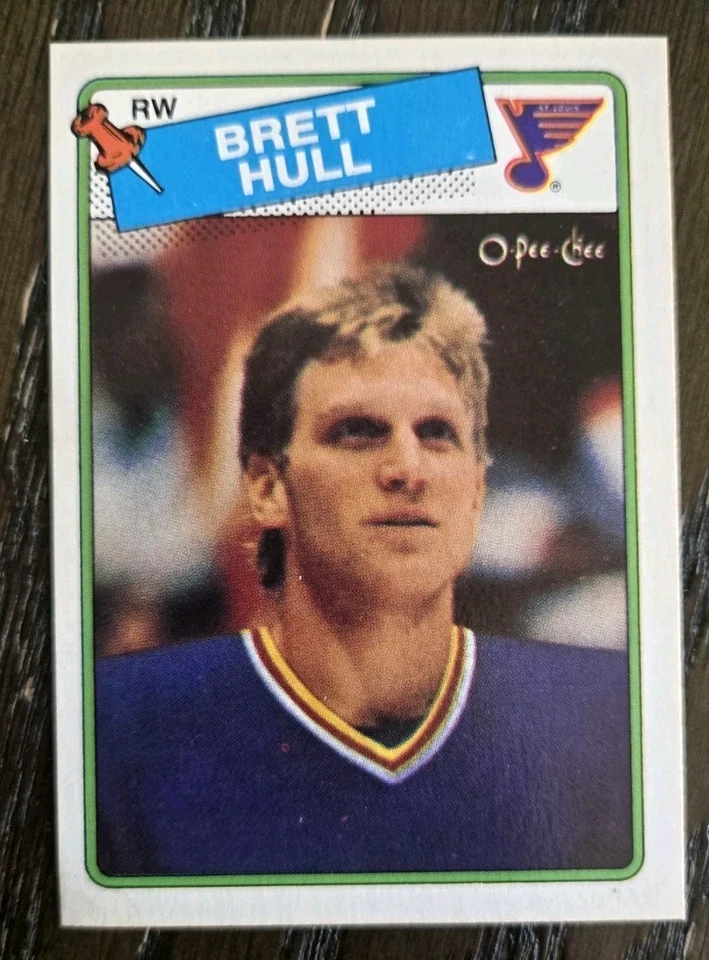 RW
BRETT
HULL
ST. LOUIS
®
O-Pee-Chee